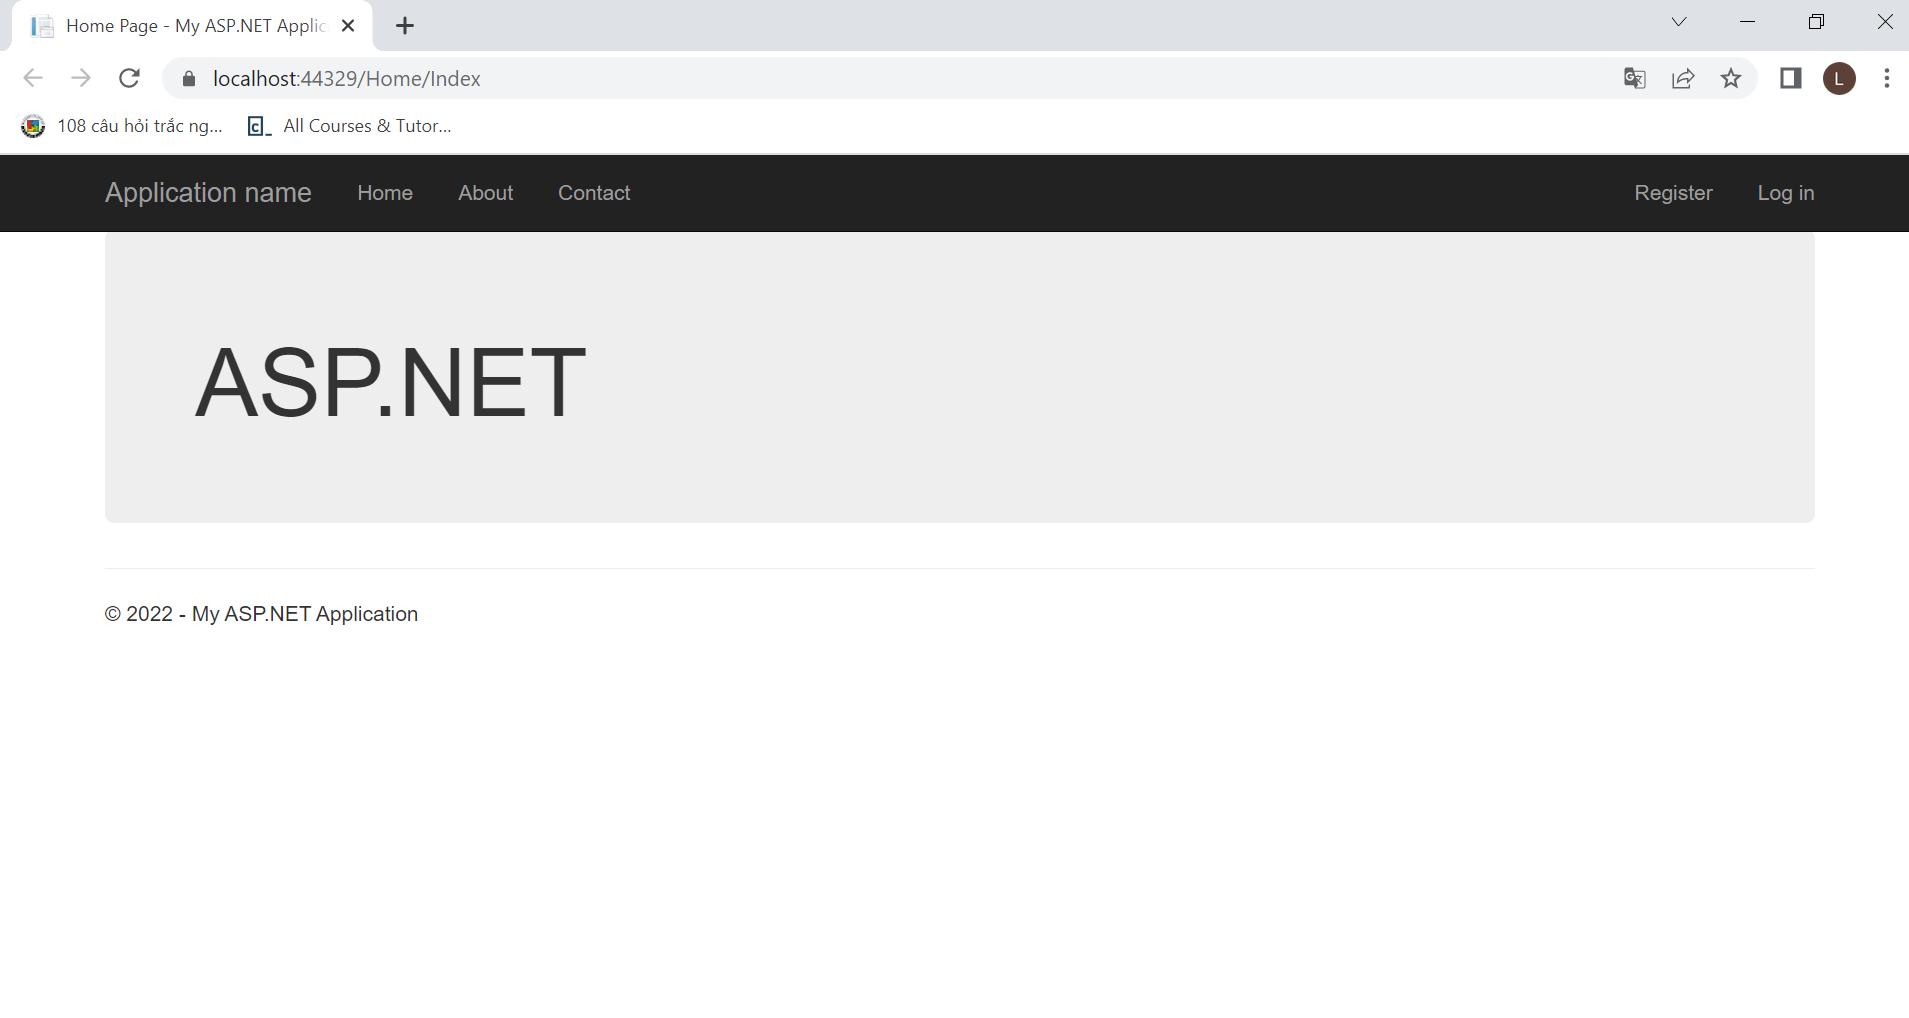 Home Page - My ASP.NET Applic
localhost:44329/Home/Index
L
108 câu hỏi trắc ng...
All Courses & Tutor...
Application name
Home
About
Contact
Register
Log in
ASP.NET
© 2022 - My ASP.NET Application